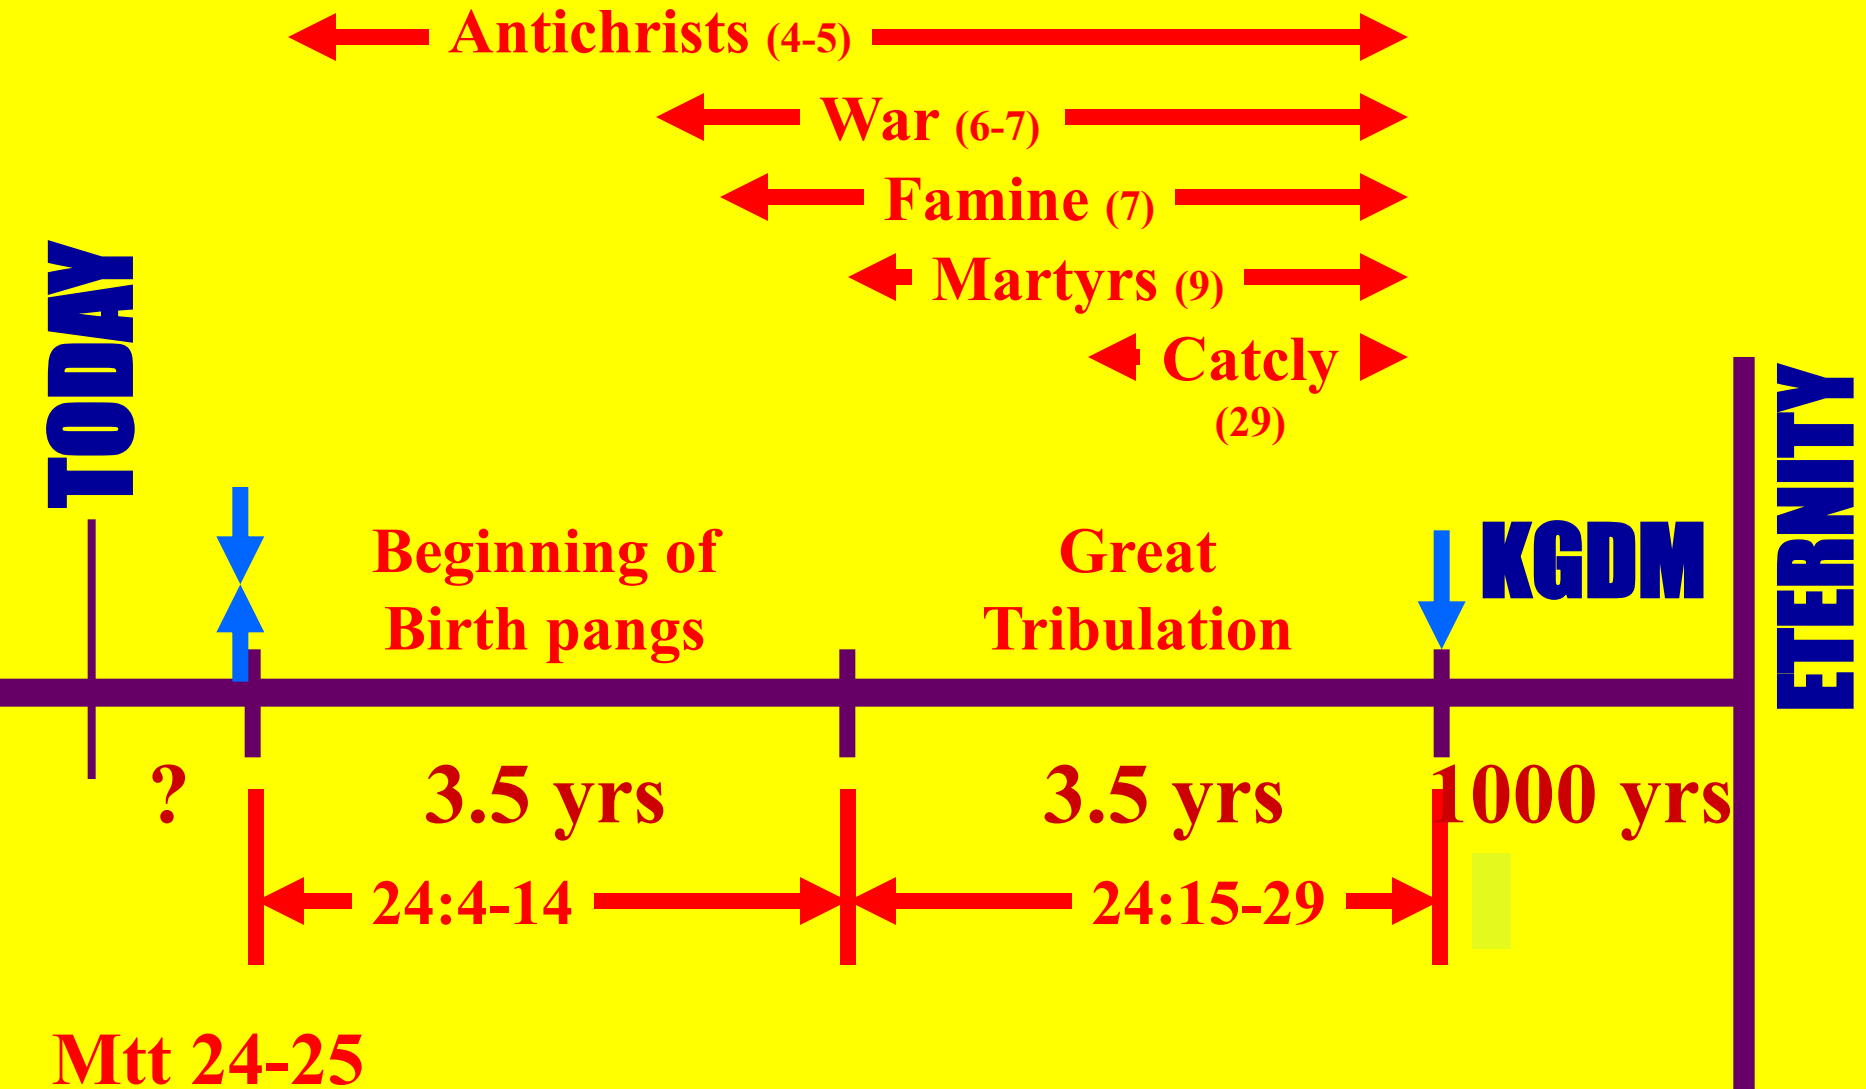 Antichrists (4-5)
War (6-7)
Famine (7)
Martyrs (9)
Catcly
(29)
TODAY
Beginning of
Birth pangs
Great
Tribulation
KGDM
ETERNITY
?
3.5 yrs
3.5 yrs
1000 yrs
24:4-14
24:15-29
Mtt 24-25